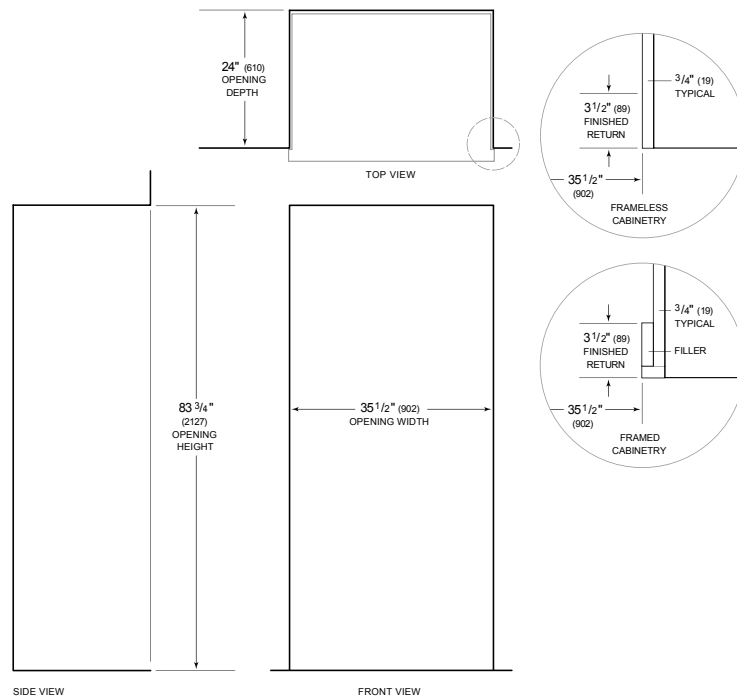 24" (610)
OPENING
DEPTH
TOP VIEW
3/4" (19)
TYPICAL
3 1/2" (89)
FINISHED
RETURN
35 1/2"
(902)
FRAMELESS
CABINETRY
3/4" (19)
TYPICAL
3 1/2" (89)
FINISHED
RETURN
FILLER
35 1/2"
(902)
FRAMED
CABINETRY
83 3/4"
(2127)
OPENING
HEIGHT
35 1/2" (902)
OPENING WIDTH
SIDE VIEW
FRONT VIEW